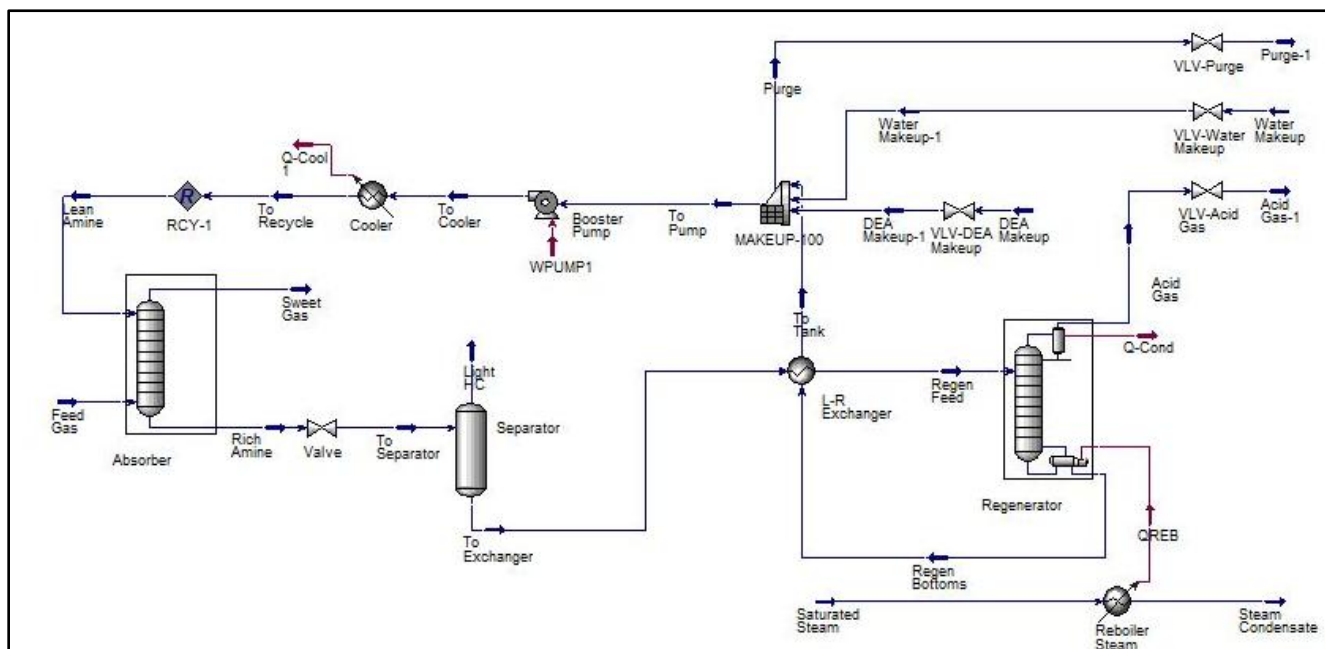 VLV-Purge
Purge-1
Purge
Water
Makeup-1
VLV-Water
Makeup
Water
Makeup
Q-Cool
1
Lean
Amine
RCY-1
R
To
Recycle
Cooler
To
Cooler
Booster
Pump
WPUMP1
To
Pump
MAKEUP-100
DEA
Makeup-1
VLV-DEA
Makeup
DEA
Makeup
VLV-Acid
Gas
Acid
Gas-1
Acid
Gas
Sweet
Gas
To
Tank
Q-Cond
Light
HC
L-R
Exchanger
Regen
Feed
Feed
Gas
Absorber
Rich
Amine
Valve
To
Separator
Separator
Regenerator
To
Exchanger
Regen
Bottoms
QREB
Saturated
Steam
Reboiler
Steam
Steam
Condensate